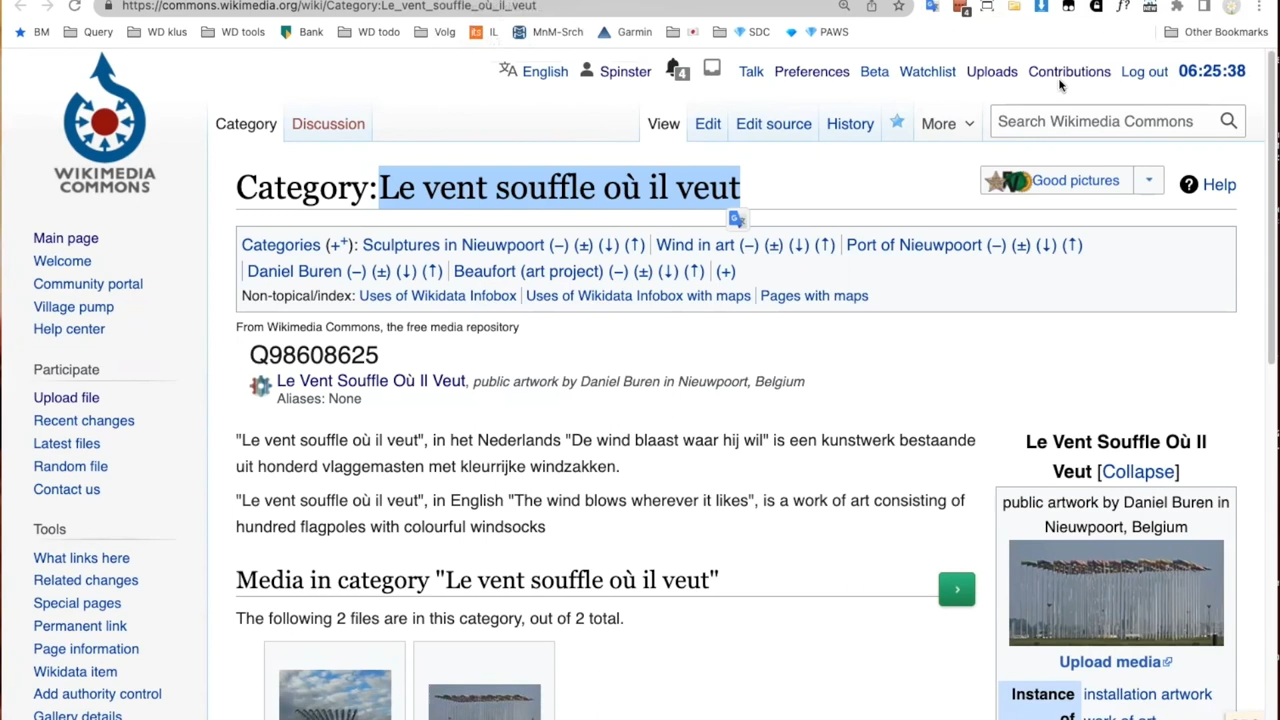 https://commons.wikimedia.org/wiki/Category:Le_vent_souffle_où_il_veut
BM Query WD klus WD tools Bank WD todo Volg IL MnM-Srch Garmin SDC PAWS Other Bookmarks
English Spinster 4 Talk Preferences Beta Watchlist Uploads Contributions Log out 06:25:38
Category Discussion View Edit Edit source History More Search Wikimedia Commons
WIKIMEDIA
COMMONS
Category:Le vent souffle où il veut
Good pictures Help
Main page
Welcome
Community portal
Village pump
Help center
Participate
Upload file
Recent changes
Latest files
Random file
Contact us
Tools
What links here
Related changes
Special pages
Permanent link
Page information
Wikidata item
Add authority control
Gallery details
Categories (+⁺): Sculptures in Nieuwpoort (−) (±) (↓) (↑) | Wind in art (−) (±) (↓) (↑) | Port of Nieuwpoort (−) (±) (↓) (↑)
| Daniel Buren (−) (±) (↓) (↑) | Beaufort (art project) (−) (±) (↓) (↑) | (+)
Non-topical/index: Uses of Wikidata Infobox | Uses of Wikidata Infobox with maps | Pages with maps
From Wikimedia Commons, the free media repository
Q98608625
Le Vent Souffle Où Il Veut, public artwork by Daniel Buren in Nieuwpoort, Belgium
Aliases: None
"Le vent souffle où il veut", in het Nederlands "De wind blaast waar hij wil" is een kunstwerk bestaande
uit honderd vlaggemasten met kleurrijke windzakken.
"Le vent souffle où il veut", in English "The wind blows wherever it likes", is a work of art consisting of
hundred flagpoles with colourful windsocks
Media in category "Le vent souffle où il veut"
The following 2 files are in this category, out of 2 total.
Le Vent Souffle Où Il
Veut [Collapse]
public artwork by Daniel Buren in
Nieuwpoort, Belgium
Upload media
Instance installation artwork
of work of art